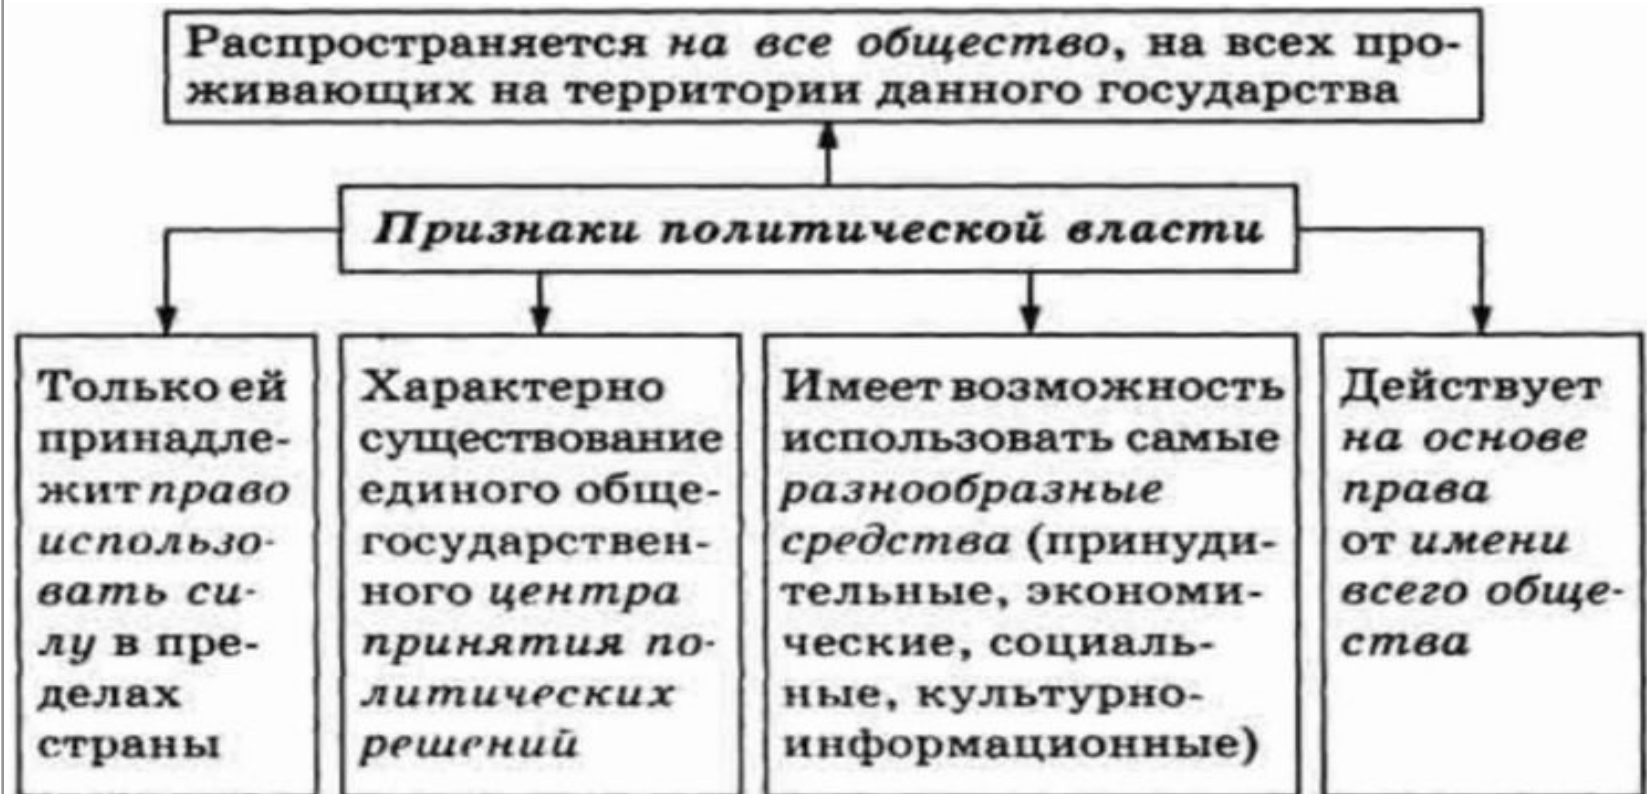 Распространяется на все общество, на всех про-
живающих на территории данного государства
Признаки политической власти
Только ей
принадле-
жит право
использо-
вать си-
лу в пре-
делах
страны
Характерно
существование
единого обще-
государствен-
ного центра
принятия по-
литических
решений
Имеет возможность
использовать самые
разнообразные
средства (принуди-
тельные, экономи-
ческие, социаль-
ные, культурно-
информационные)
Действует
на основе
права
от имени
всего обще-
ства